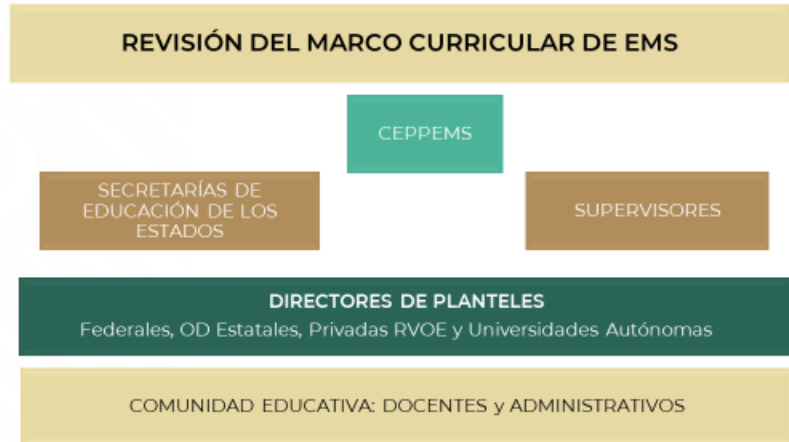 REVISIÓN DEL MARCO CURRICULAR DE EMS
CEPPEMS
SECRETARÍAS DE
EDUCACIÓN DE LOS
ESTADOS
SUPERVISORES
DIRECTORES DE PLANTELES
Federales, OD Estatales, Privadas RVOE y Universidades Autónomas
COMUNIDAD EDUCATIVA: DOCENTES y ADMINISTRATIVOS